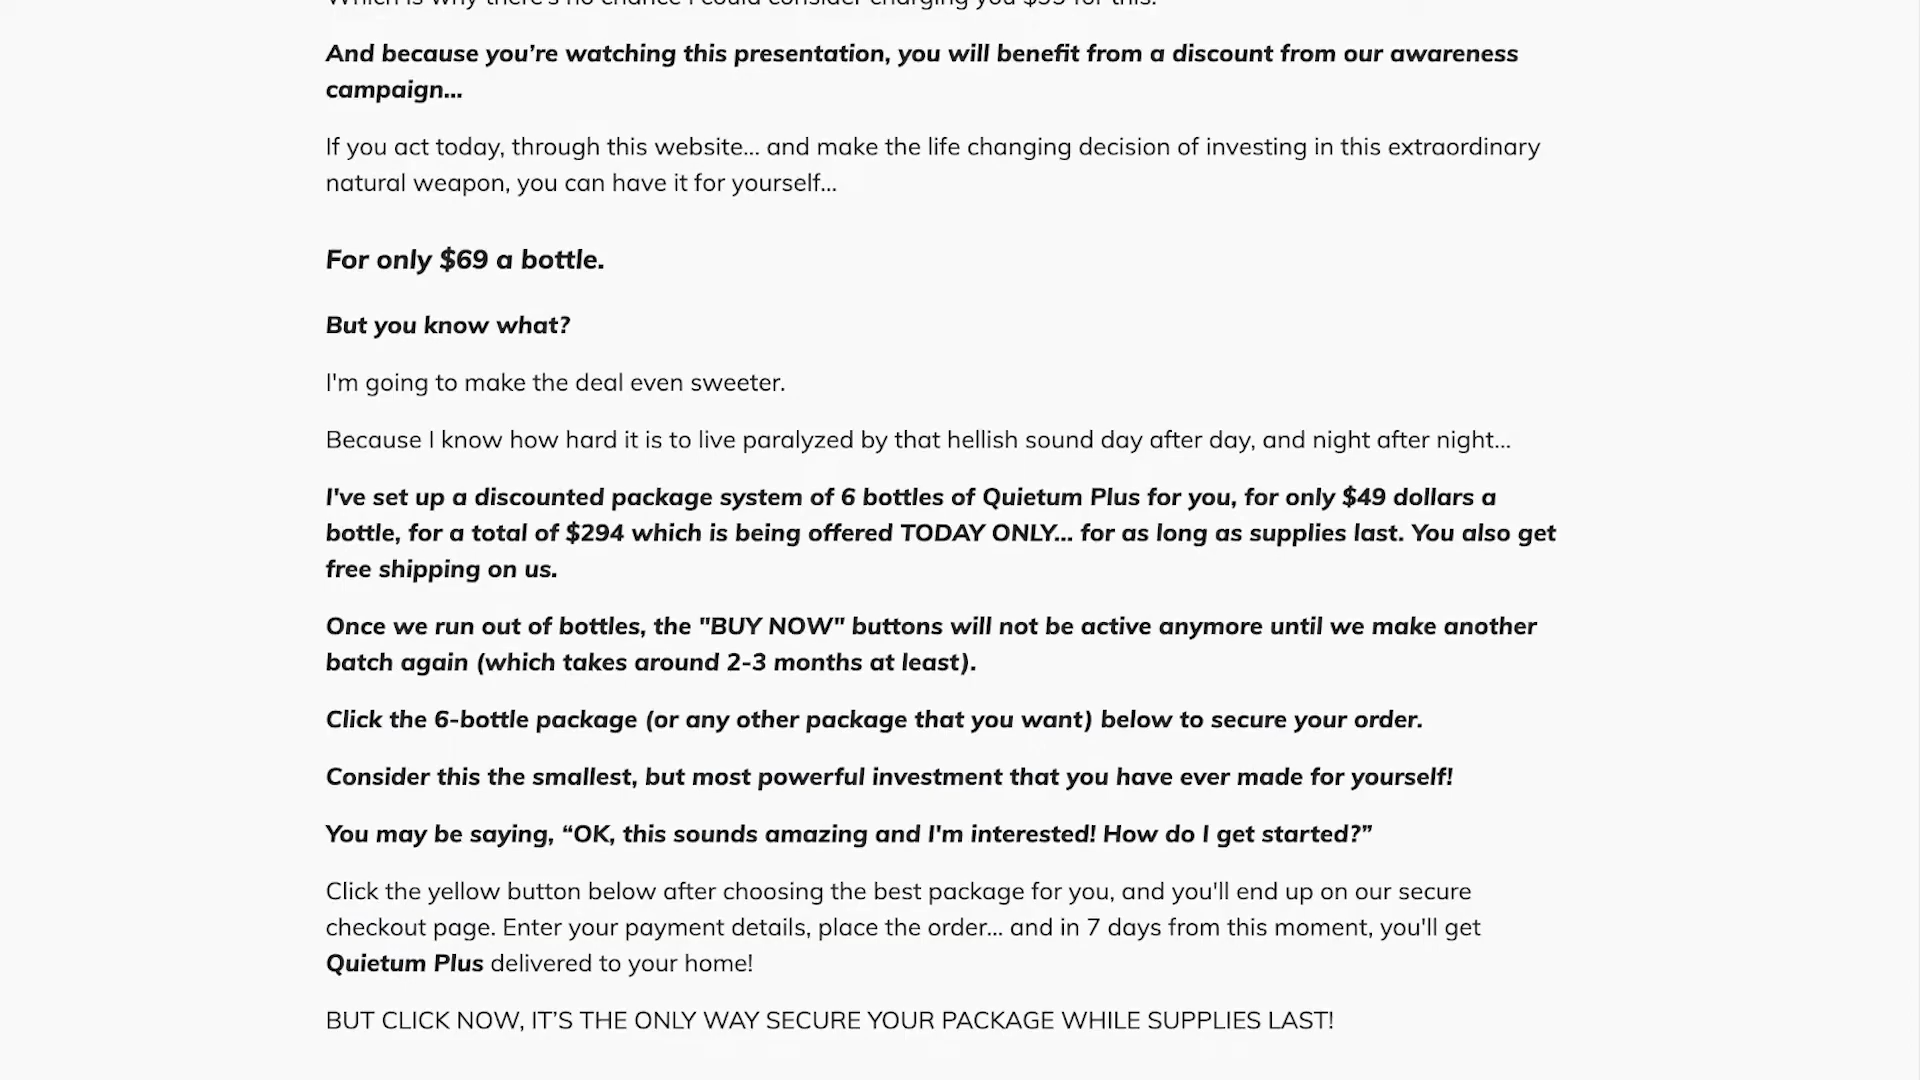 Which is why there's no chance I could consider charging you $99 for this.
And because you're watching this presentation, you will benefit from a discount from our awareness
campaign...
If you act today, through this website... and make the life changing decision of investing in this extraordinary
natural weapon, you can have it for yourself...
For only $69 a bottle.
But you know what?
I'm going to make the deal even sweeter.
Because I know how hard it is to live paralyzed by that hellish sound day after day, and night after night...
I've set up a discounted package system of 6 bottles of Quietum Plus for you, for only $49 dollars a
bottle, for a total of $294 which is being offered TODAY ONLY... for as long as supplies last. You also get
free shipping on us.
Once we run out of bottles, the "BUY NOW" buttons will not be active anymore until we make another
batch again (which takes around 2-3 months at least).
Click the 6-bottle package (or any other package that you want) below to secure your order.
Consider this the smallest, but most powerful investment that you have ever made for yourself!
You may be saying, “OK, this sounds amazing and I'm interested! How do I get started?”
Click the yellow button below after choosing the best package for you, and you'll end up on our secure
checkout page. Enter your payment details, place the order... and in 7 days from this moment, you'll get
Quietum Plus delivered to your home!
BUT CLICK NOW, IT’S THE ONLY WAY SECURE YOUR PACKAGE WHILE SUPPLIES LAST!